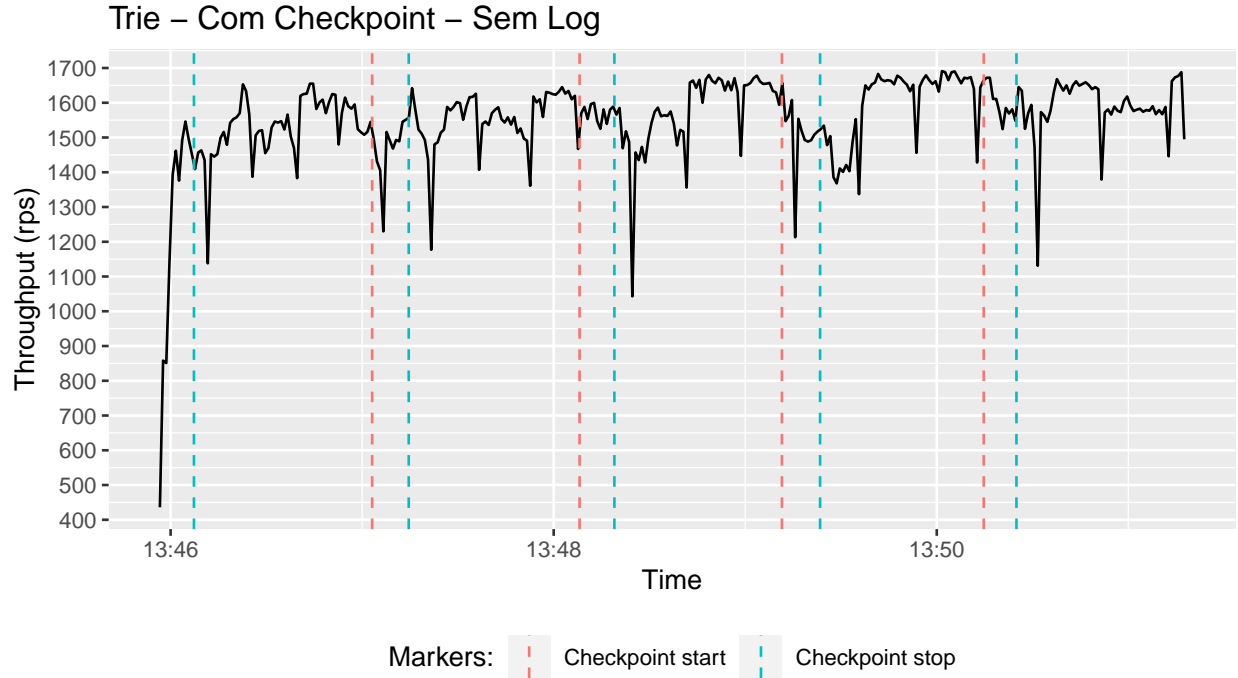 Trie – Com Checkpoint – Sem Log
Throughput (rps)
1700
1600
1500
1400
1300
1200
1100
1000
900
800
700
600
500
400
13:46
13:48
13:50
Time
Markers:
Checkpoint start
Checkpoint stop